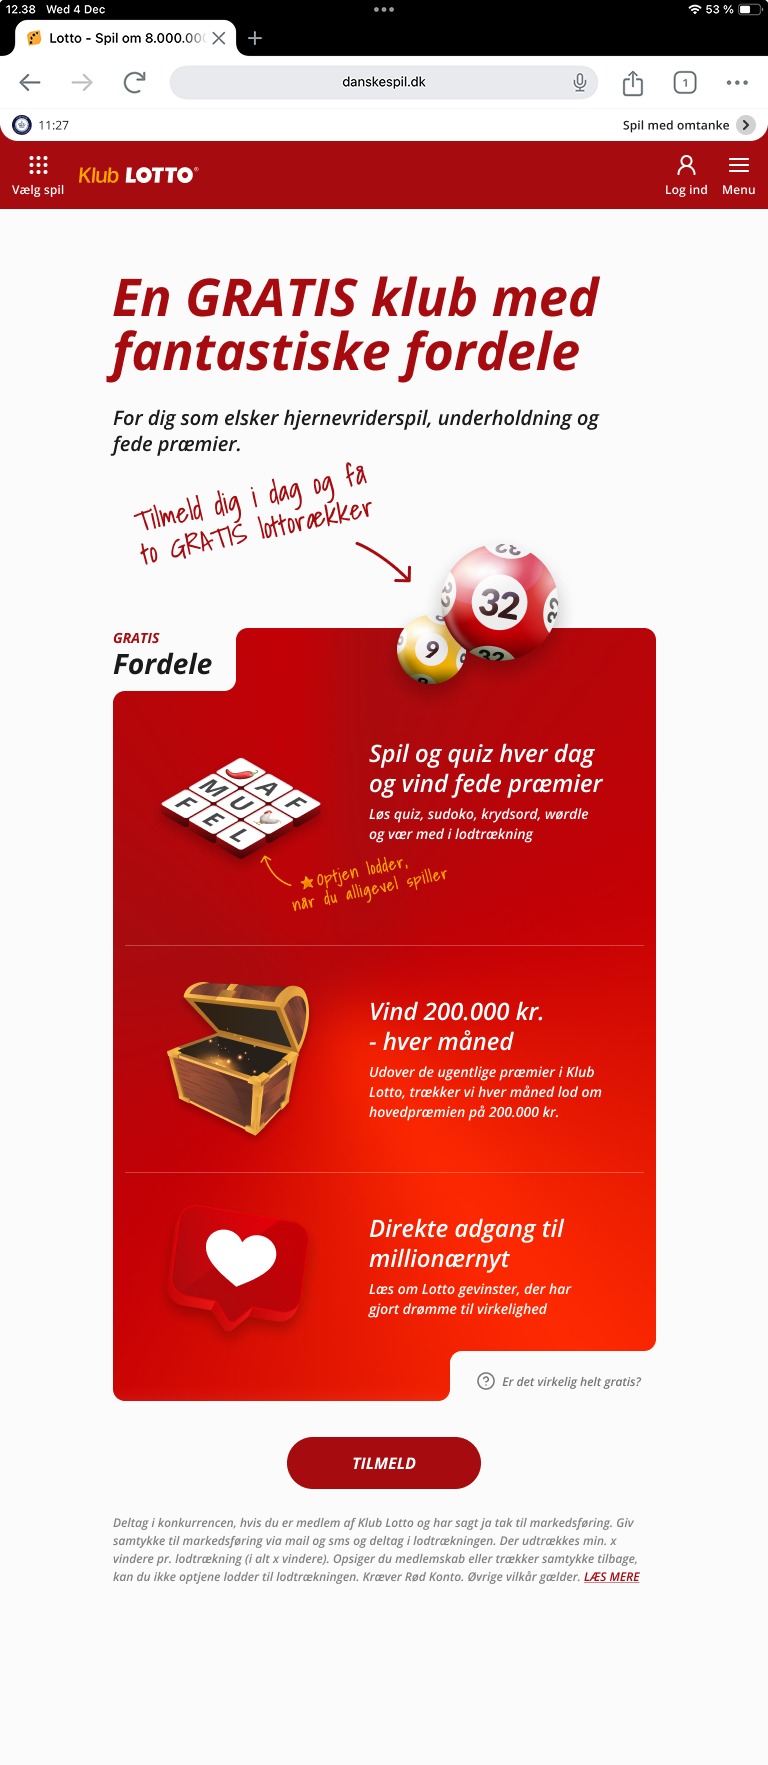 12.38 Wed 4 Dec
53 %
Lotto - Spil om 8.000.00
danskespil.dk
1
11:27
Spil med omtanke
Vælg spil
Klub LOTTO®
Log ind
Menu
En GRATIS klub med
fantastiske fordele
For dig som elsker hjernevriderspil, underholdning og
fede præmier.
Tilmeld dig i dag og få
to GRATIS lottorækker
32
32
32
32
32
9
9
8
GRATIS
Fordele
Spil og quiz hver dag
og vind fede præmier
Løs quiz, sudoko, krydsord, wørdle
og vær med i lodtrækning
M U
A F
F E L
Optjen lodder,
når du alligevel spiller
Vind 200.000 kr.
- hver måned
Udover de ugentlige præmier i Klub
Lotto, trækker vi hver måned lod om
hovedpræmien på 200.000 kr.
Direkte adgang til
millionærnyt
Læs om Lotto gevinster, der har
gjort drømme til virkelighed
Er det virkelig helt gratis?
TILMELD
Deltag i konkurrencen, hvis du er medlem af Klub Lotto og har sagt ja tak til markedsføring. Giv
samtykke til markedsføring via mail og sms og deltag i lodtrækningen. Der udtrækkes min. x
vindere pr. lodtrækning (i alt x vindere). Opsiger du medlemskab eller trækker samtykke tilbage,
kan du ikke optjene lodder til lodtrækningen. Kræver Rød Konto. Øvrige vilkår gælder. LÆS MERE